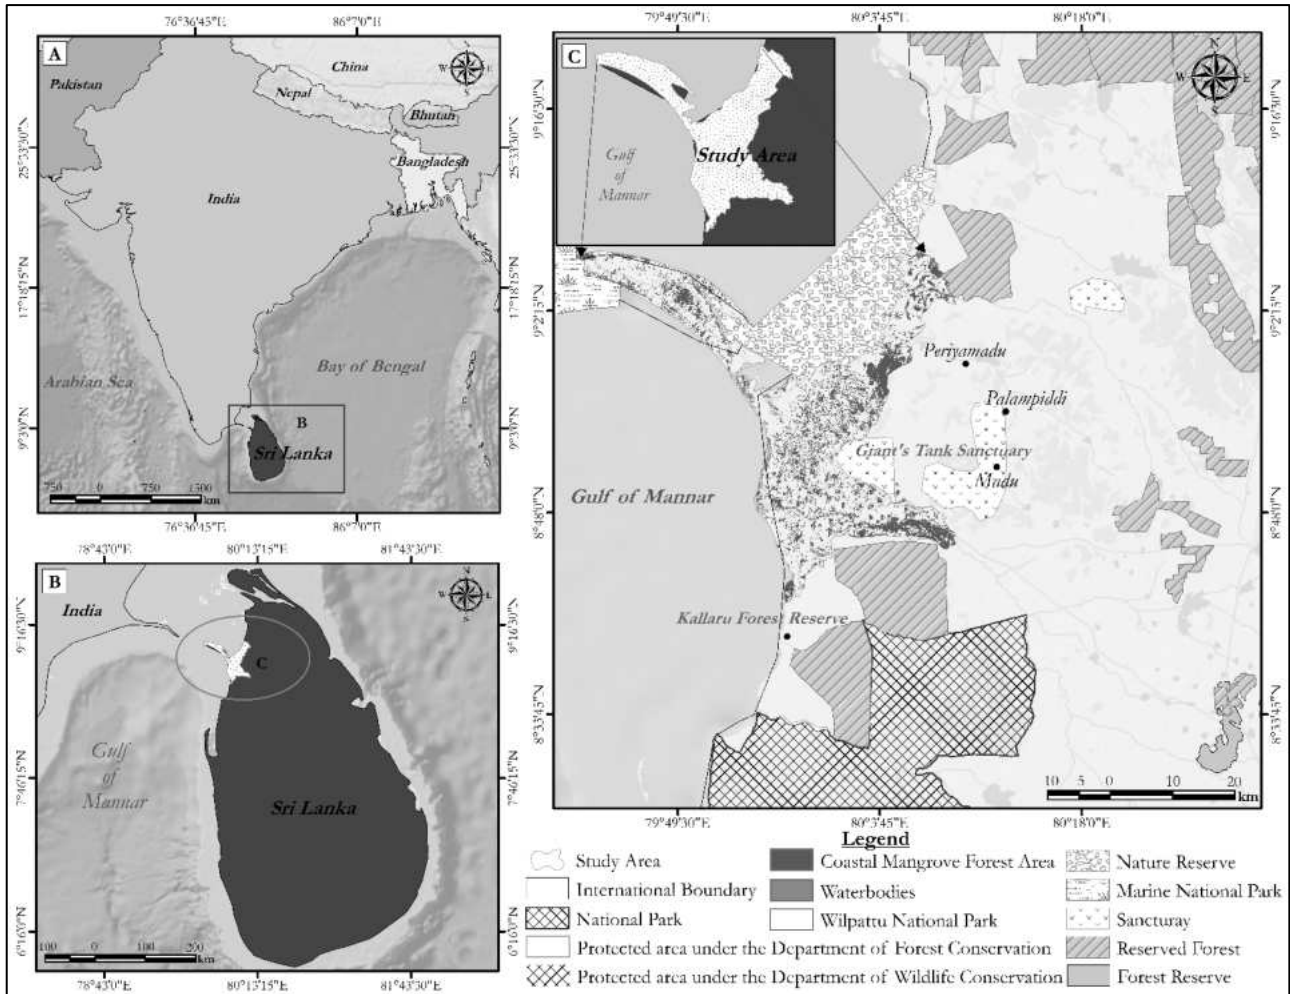 A
76°36'45"E
86°7'0"E
Pakistan
China
Nepal
Bhutan
Bangladesh
India
N
W
E
S
25°33'30"N
25°33'30"N
17°18'15"N
17°18'15"N
9°3'0"N
9°3'0"N
Arabian Sea
Bay of Bengal
B
Sri Lanka
750
0
750
1500
km
76°36'45"E
86°7'0"E
78°43'0"E
80°13'15"E
81°43'30"E
B
India
N
W
S
C
Gulf
of
Mannar
Sri Lanka
9°16'30"N
9°16'30"N
7°46'15"N
7°46'15"N
6°16'0"N
6°16'0"N
100
0
100
200
km
78°43'0"E
80°13'15"E
81°43'30"E
79°49'30"E
80°3'45"E
80°18'0"E
C
Gulf
of
Mannar
Study Area
N
W
E
S
9°16'30"N
9°16'30"N
9°2'15"N
9°2'15"N
8°48'0"N
8°48'0"N
8°33'45"N
8°33'45"N
Periyamadu
Palampiddi
Giant's Tank Sanctuary
Madu
Gulf of Mannar
Kallaru Forest Reserve
10
5
0
10
20
km
79°49'30"E
80°3'45"E
80°18'0"E
Legend
Study Area
Coastal Mangrove Forest Area
Nature Reserve
International Boundary
Waterbodies
Marine National Park
National Park
Wilpattu National Park
Sancturay
Protected area under the Department of Forest Conservation
Reserved Forest
Protected area under the Department of Wildlife Conservation
Forest Reserve